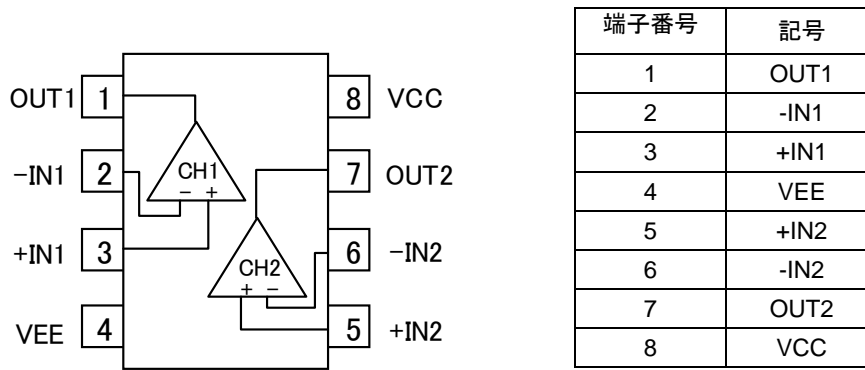 OUT1 1 8 VCC
CH1
-IN1 2 7 OUT2
- +
+IN1 3 6 -IN2
CH2
+ -
VEE 4 5 +IN2
端子番号 記号
1 OUT1
2 -IN1
3 +IN1
4 VEE
5 +IN2
6 -IN2
7 OUT2
8 VCC